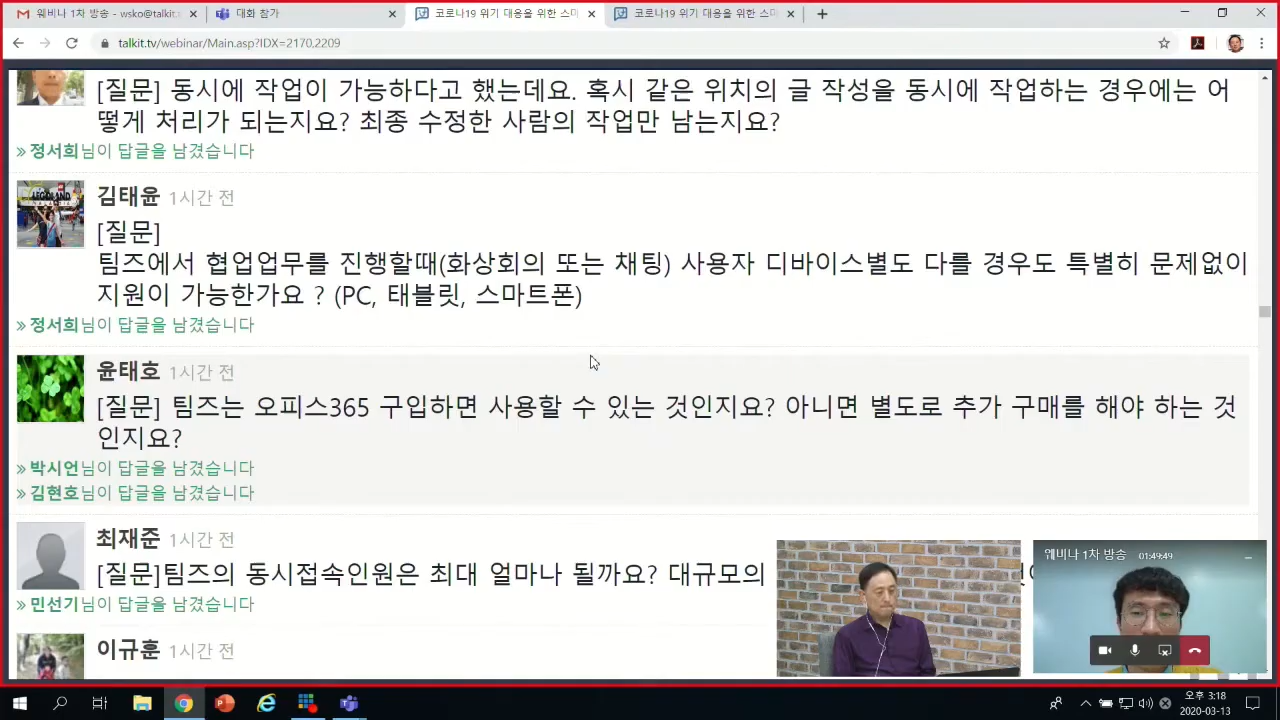 웨비나 1차 방송 - wsko@talkit.
대화 참가
코로나19 위기 대응을 위한 스마
코로나19 위기 대응을 위한 스마
talkit.tv/webinar/Main.asp?IDX=2170.2209
[질문] 동시에 작업이 가능하다고 했는데요. 혹시 같은 위치의 글 작성을 동시에 작업하는 경우에는 어
떻게 처리가 되는지요? 최종 수정한 사람의 작업만 남는지요?
» 정서희님이 답글을 남겼습니다
LEGOLAND
김태윤 1시간 전
[질문]
팀즈에서 협업업무를 진행할때(화상회의 또는 채팅) 사용자 디바이스별도 다를 경우도 특별히 문제없이
지원이 가능한가요 ? (PC, 태블릿, 스마트폰)
» 정서희님이 답글을 남겼습니다
윤태호 1시간 전
[질문] 팀즈는 오피스365 구입하면 사용할 수 있는 것인지요? 아니면 별도로 추가 구매를 해야 하는 것
인지요?
» 박시언님이 답글을 남겼습니다
» 김현호님이 답글을 남겼습니다
최재준 1시간 전
[질문]팀즈의 동시접속인원은 최대 얼마나 될까요? 대규모의
» 민선기님이 답글을 남겼습니다
이규훈 1시간 전
웨비나 1차 방송 01:49:49
오후 3:18
2020-03-13